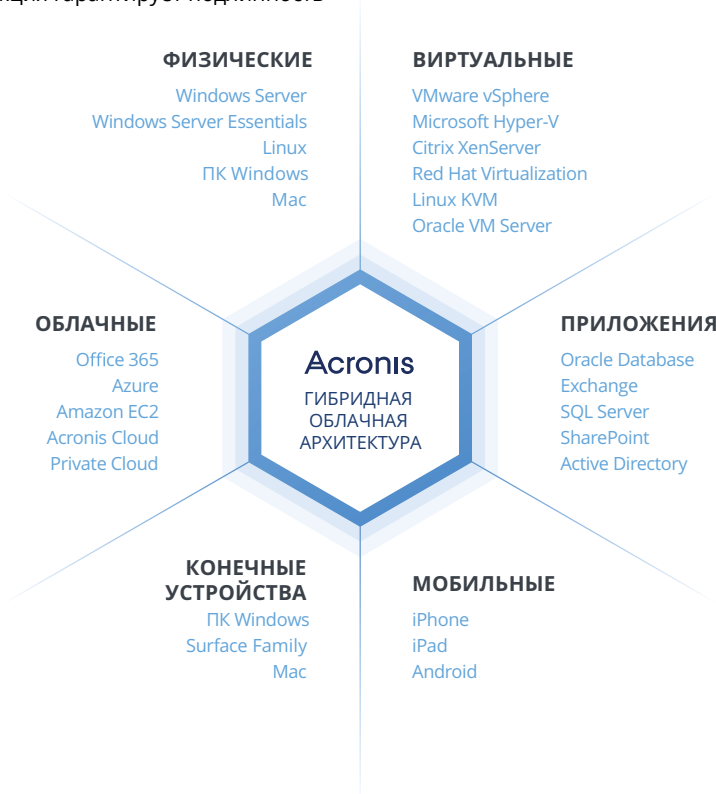 гарантирует подлинность
ФИЗИЧЕСКИЕ
Windows Server
Windows Server Essentials
Linux
ПК Windows
Mac
ВИРТУАЛЬНЫЕ
VMware vSphere
Microsoft Hyper-V
Citrix XenServer
Red Hat Virtualization
Linux KVM
Oracle VM Server
ОБЛАЧНЫЕ
Office 365
Azure
Amazon EC2
Acronis Cloud
Private Cloud
Acronis
ГИБРИДНАЯ
ОБЛАЧНАЯ
АРХИТЕКТУРА
ПРИЛОЖЕНИЯ
Oracle Database
Exchange
SQL Server
SharePoint
Active Directory
КОНЕЧНЫЕ
УСТРОЙСТВА
ПК Windows
Surface Family
Mac
МОБИЛЬНЫЕ
iPhone
iPad
Android